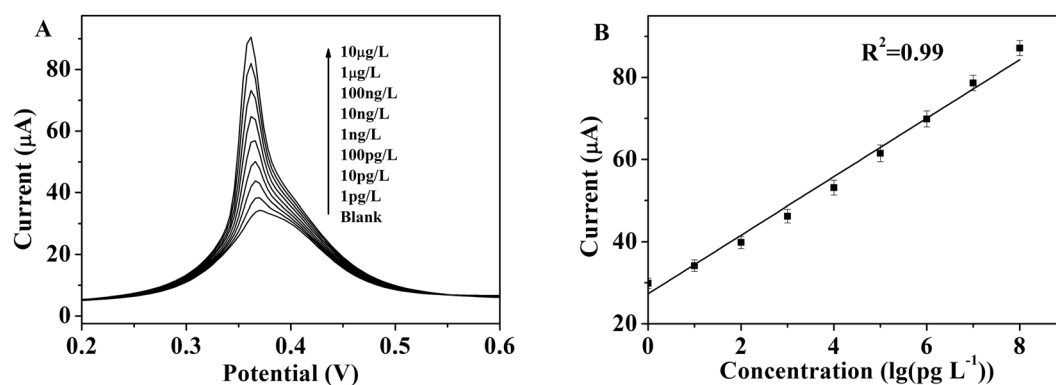 A
10μg/L
1μg/L
100ng/L
10ng/L
1ng/L
100pg/L
10pg/L
1pg/L
Blank
80
60
40
20
0
0.2 0.3 0.4 0.5 0.6
Current (μA)
Potential (V)
B
R²=0.99
80
60
40
20
0 2 4 6 8
Current (μA)
Concentration (lg(pg L⁻¹))